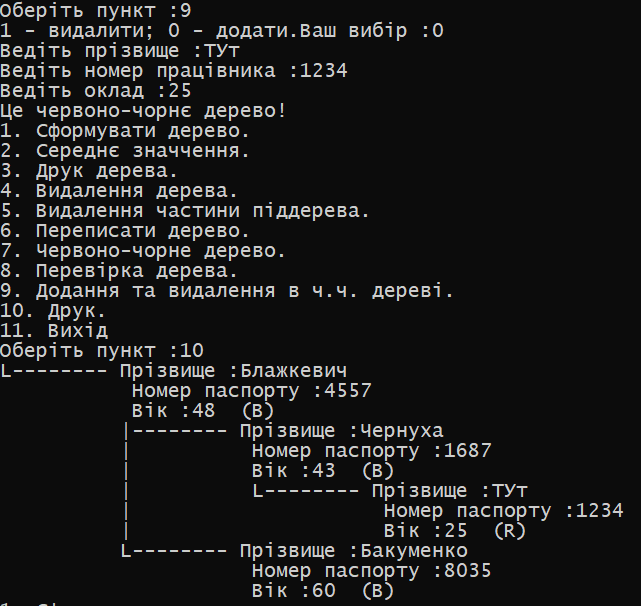 Оберіть пункт :9
1 - видалити; 0 - додати.Ваш вибір :0
Ведіть прізвище :ТУт
Ведіть номер працівника :1234
Ведіть оклад :25
Це червоно-чорнє дерево!
1. Сформувати дерево.
2. Середнє значчення.
3. Друк дерева.
4. Видалення дерева.
5. Видалення частини піддерева.
6. Переписати дерево.
7. Червоно-чорне дерево.
8. Перевірка дерева.
9. Додання та видалення в ч.ч. дереві.
10. Друк.
11. Вихід
Оберіть пункт :10
L-------- Прізвище :Блажкевич
Номер паспорту :4557
Вік :48  (B)
|-------- Прізвище :Чернуха
|          Номер паспорту :1687
|          Вік :43  (B)
|          L-------- Прізвище :ТУт
|                     Номер паспорту :1234
|                     Вік :25  (R)
L-------- Прізвище :Бакуменко
Номер паспорту :8035
Вік :60  (B)